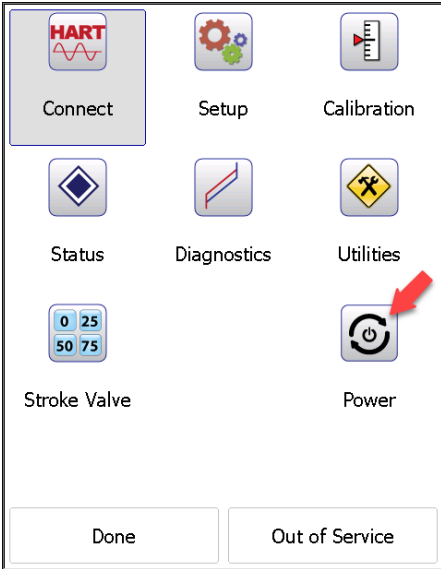 HART
Connect
Setup
Calibration
Status
Diagnostics
Utilities
0 25
50 75
Stroke Valve
Power
Done
Out of Service